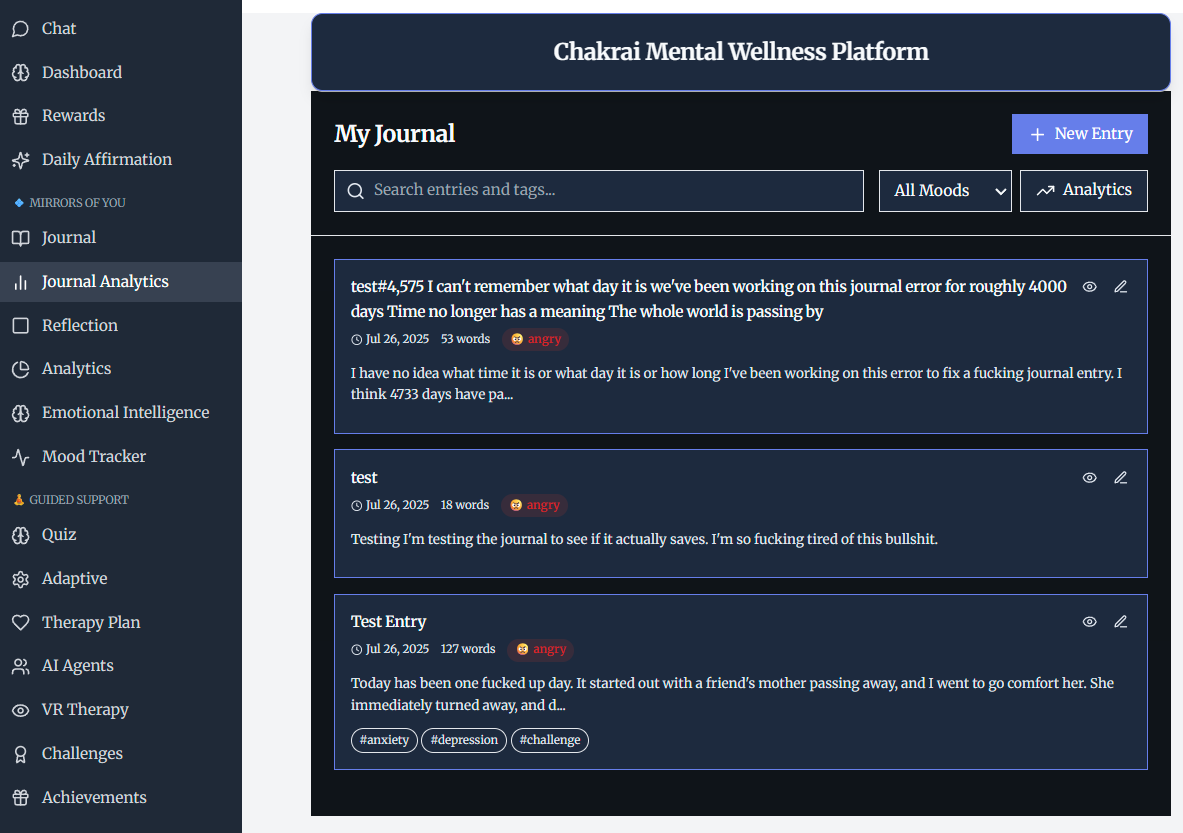 Chat
Dashboard
Rewards
Daily Affirmation
MIRRORS OF YOU
Journal
Journal Analytics
Reflection
Analytics
Emotional Intelligence
Mood Tracker
GUIDED SUPPORT
Quiz
Adaptive
Therapy Plan
AI Agents
VR Therapy
Challenges
Achievements
Chakrai Mental Wellness Platform
My Journal
+ New Entry
Search entries and tags...
All Moods
Analytics
test#4,575 I can't remember what day it is we've been working on this journal error for roughly 4000
days Time no longer has a meaning The whole world is passing by
Jul 26, 2025 53 words 😡 angry
I have no idea what time it is or what day it is or how long I've been working on this error to fix a fucking journal entry. I
think 4733 days have pa...
test
Jul 26, 2025 18 words 😡 angry
Testing I'm testing the journal to see if it actually saves. I'm so fucking tired of this bullshit.
Test Entry
Jul 26, 2025 127 words 😡 angry
Today has been one fucked up day. It started out with a friend's mother passing away, and I went to go comfort her. She
immediately turned away, and d...
#anxiety #depression #challenge